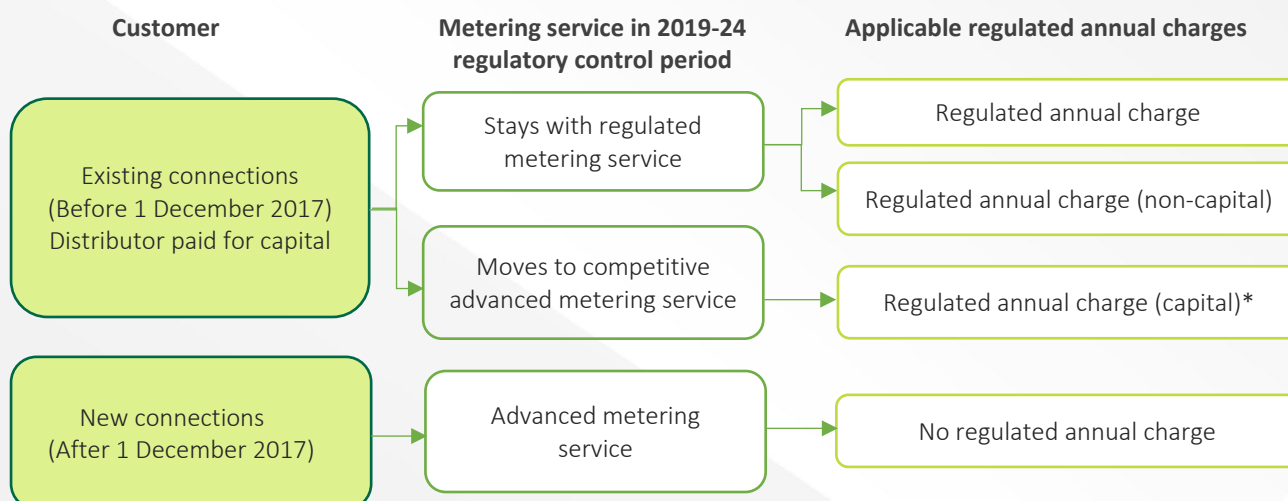 Customer
Metering service in 2019-24
regulatory control period
Applicable regulated annual charges
Existing connections
(Before 1 December 2017)
Distributor paid for capital
Stays with regulated
metering service
Regulated annual charge
Regulated annual charge (non-capital)
Moves to competitive
advanced metering service
Regulated annual charge (capital)*
New connections
(After 1 December 2017)
Advanced metering
service
No regulated annual charge